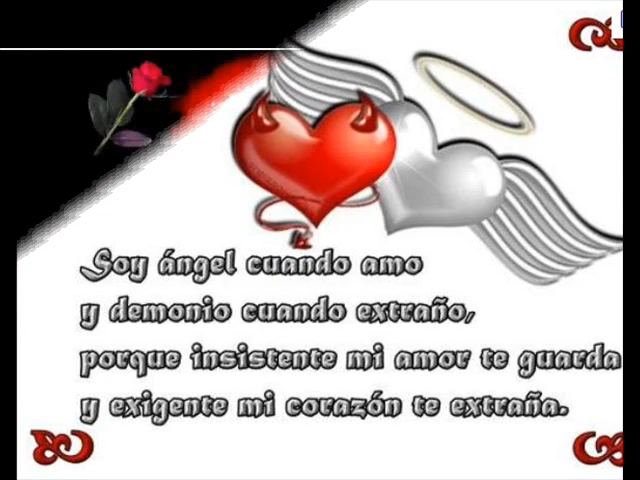 Soy ángel cuando amo
y demonio cuando extraño,
porque insistente mi amor te guarda
y exigente mi corazón te extraña.